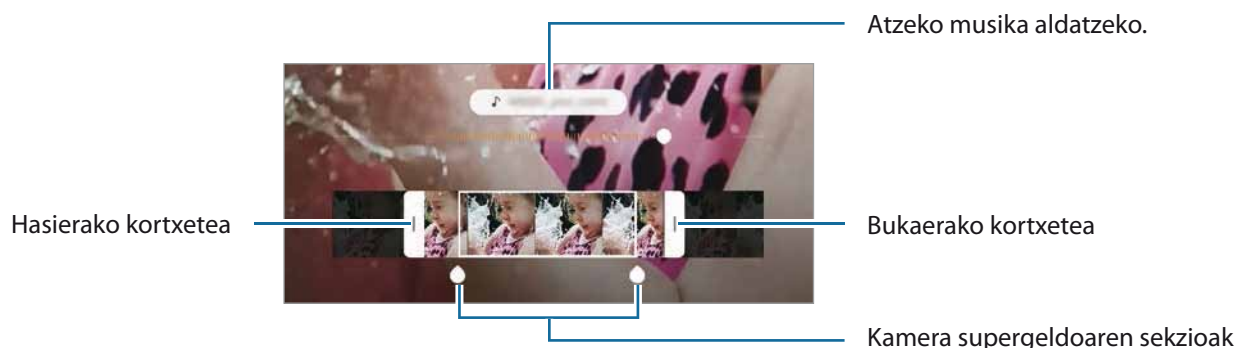 Atzeko musika aldatzeko.
Hasierako kortxetea
Bukaerako kortxetea
Kamera supergeldoaren sekzioak